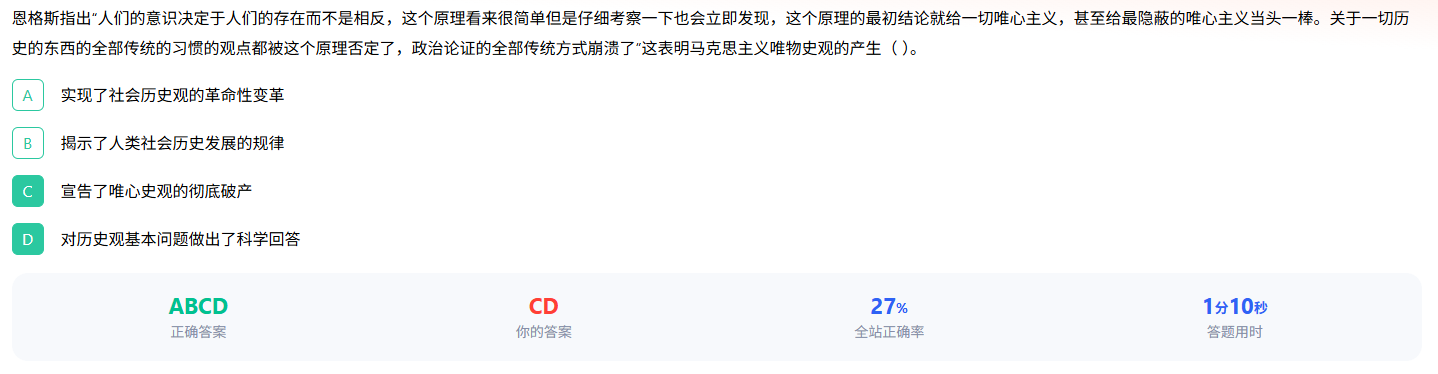 恩格斯指出“人们的意识决定于人们的存在而不是相反，这个原理看来很简单但是仔细考察一下也会立即发现，这个原理的最初结论就给一切唯心主义，甚至给最隐蔽的唯心主义当头一棒。关于一切历
史的东西的全部传统的习惯的观点都被这个原理否定了，政治论证的全部传统方式崩溃了“这表明马克思主义唯物史观的产生（ ）。
A 实现了社会历史观的革命性变革
B 揭示了人类社会历史发展的规律
C 宣告了唯心史观的彻底破产
D 对历史观基本问题做出了科学回答
ABCD CD 27% 1分10秒
正确答案 你的答案 全站正确率 答题用时